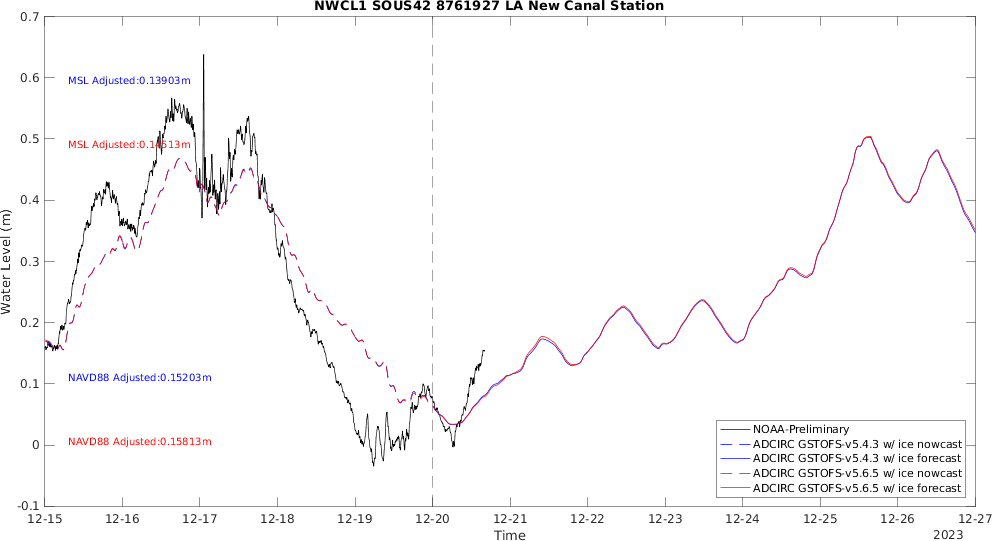 NWCL1 SOUS42 8761927 LA New Canal Station
0.7
0.6
0.5
0.4
0.3
0.2
0.1
0
-0.1
Water Level (m)
MSL Adjusted:0.13903m
MSL Adjusted:0.14513m
NAVD88 Adjusted:0.15203m
NAVD88 Adjusted:0.15813m
NOAA-Preliminary
ADCIRC GSTOFS-v5.4.3 w/ ice nowcast
ADCIRC GSTOFS-v5.4.3 w/ ice forecast
ADCIRC GSTOFS-v5.6.5 w/ ice nowcast
ADCIRC GSTOFS-v5.6.5 w/ ice forecast
12-15 12-16 12-17 12-18 12-19 12-20 12-21 12-22 12-23 12-24 12-25 12-26 12-27
Time
2023